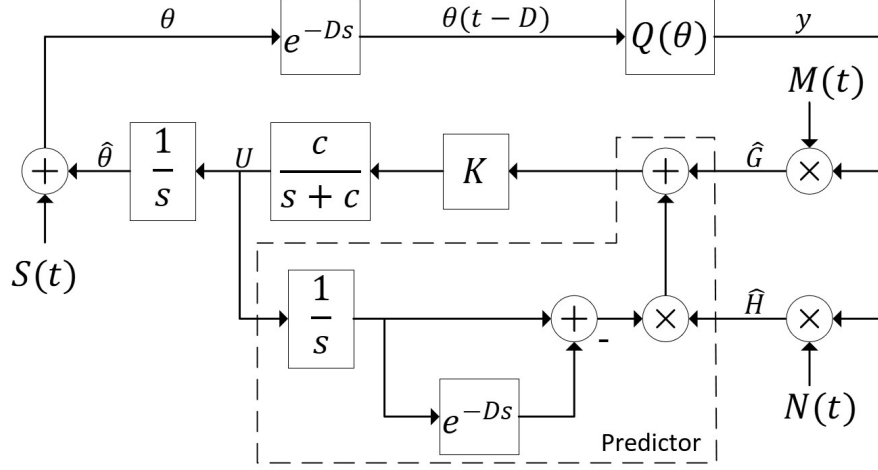 θ
e^{-Ds}
θ(t − D)
Q(θ)
y
M(t)
+
θ̂
1/s
U
c/(s + c)
K
+
Ĝ
×
S(t)
1/s
+
-
×
Ĥ
×
e^{-Ds}
N(t)
Predictor